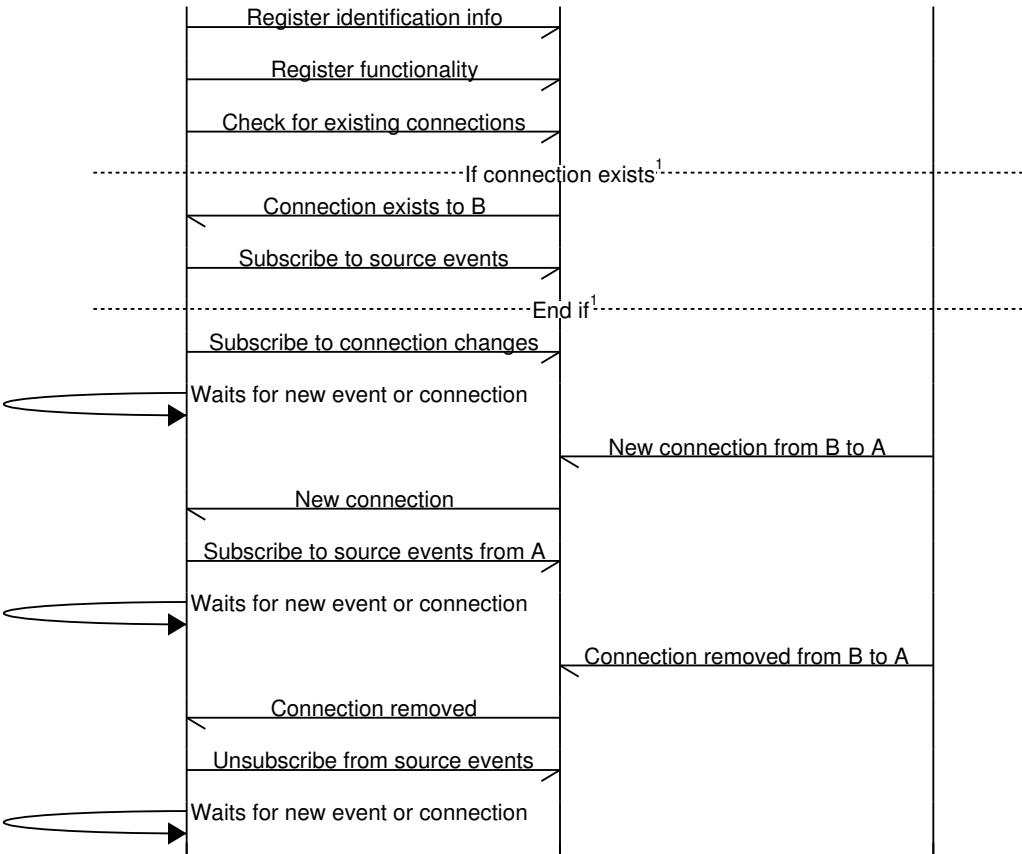 Register identification info
Register functionality
Check for existing connections
If connection exists¹
Connection exists to B
Subscribe to source events
End if¹
Subscribe to connection changes
Waits for new event or connection
New connection from B to A
New connection
Subscribe to source events from A
Waits for new event or connection
Connection removed from B to A
Connection removed
Unsubscribe from source events
Waits for new event or connection